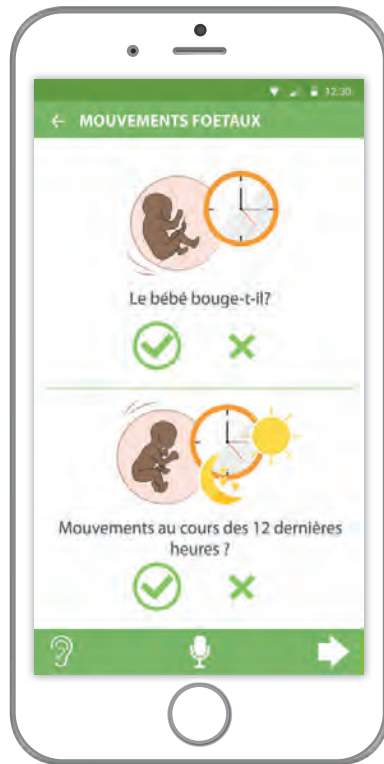 12:30
MOUVEMENTS FOETAUX
Le bébé bouge-t-il?
Mouvements au cours des 12 dernières
heures ?